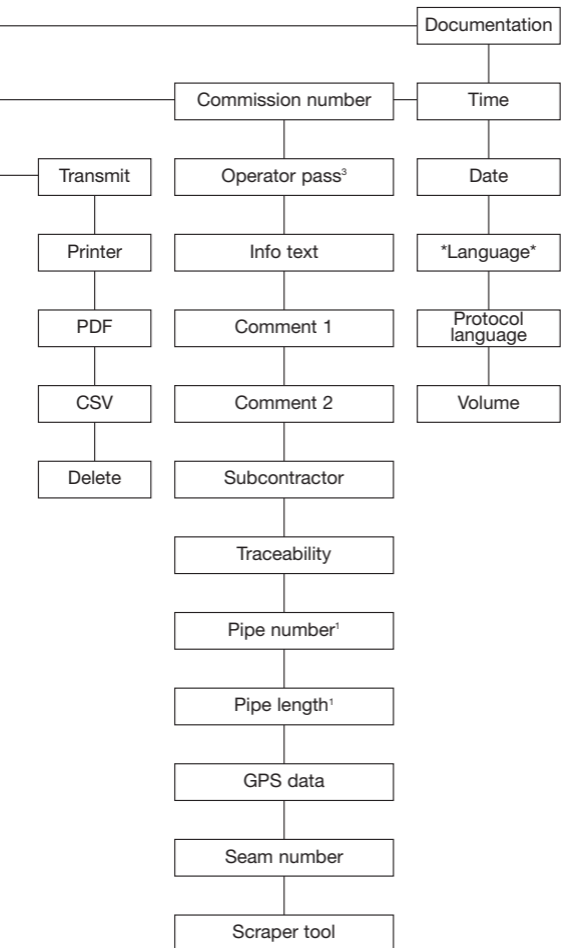 Documentation
Commission number
Time
Transmit
Operator pass³
Date
Printer
Info text
*Language*
PDF
Comment 1
Protocol
language
CSV
Comment 2
Volume
Delete
Subcontractor
Traceability
Pipe number¹
Pipe length¹
GPS data
Seam number
Scraper tool